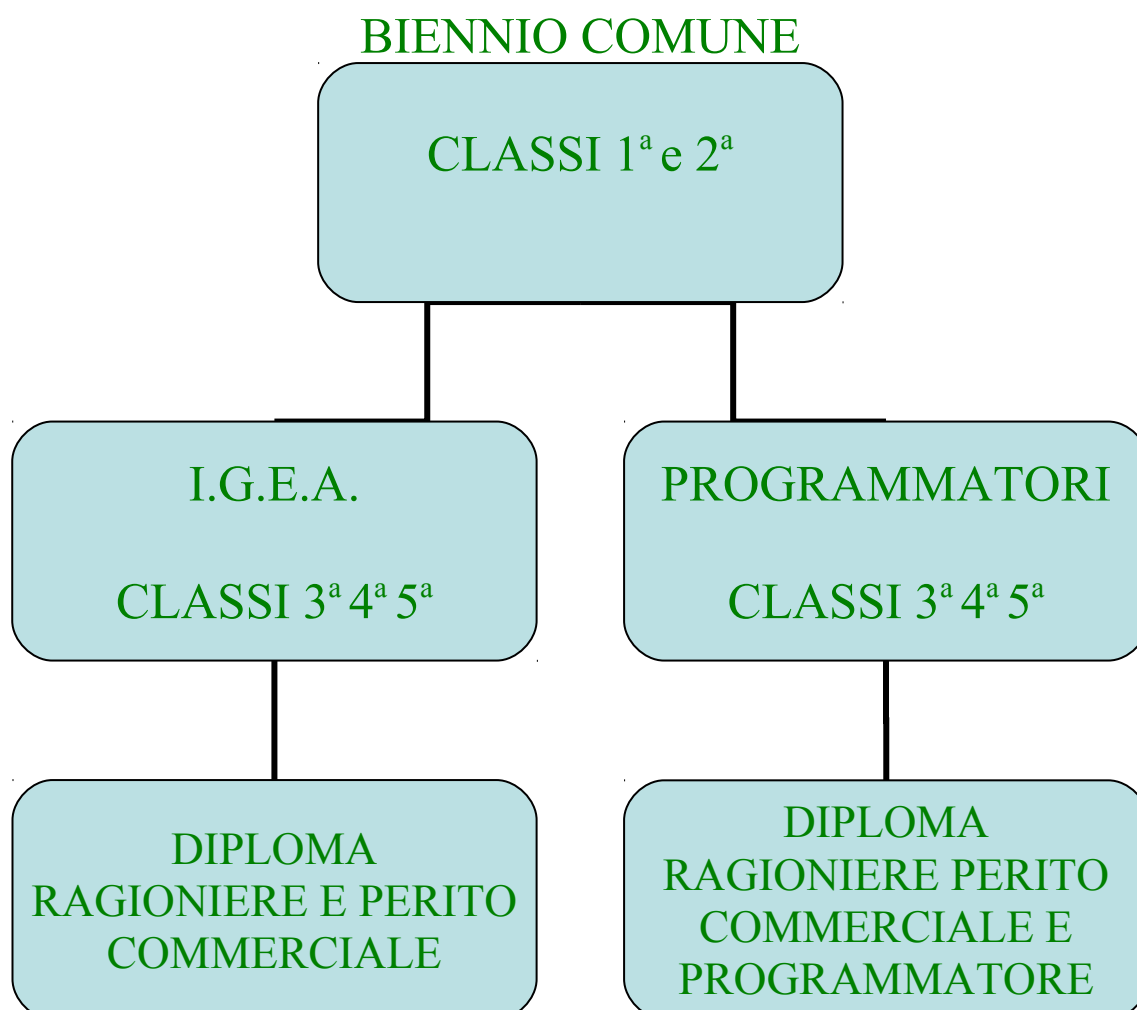 BIENNIO COMUNE
CLASSI 1ª e 2ª
I.G.E.A.
CLASSI 3ª 4ª 5ª
PROGRAMMATORI
CLASSI 3ª 4ª 5ª
DIPLOMA
RAGIONIERE E PERITO
COMMERCIALE
DIPLOMA
RAGIONIERE PERITO
COMMERCIALE E
PROGRAMMATORE